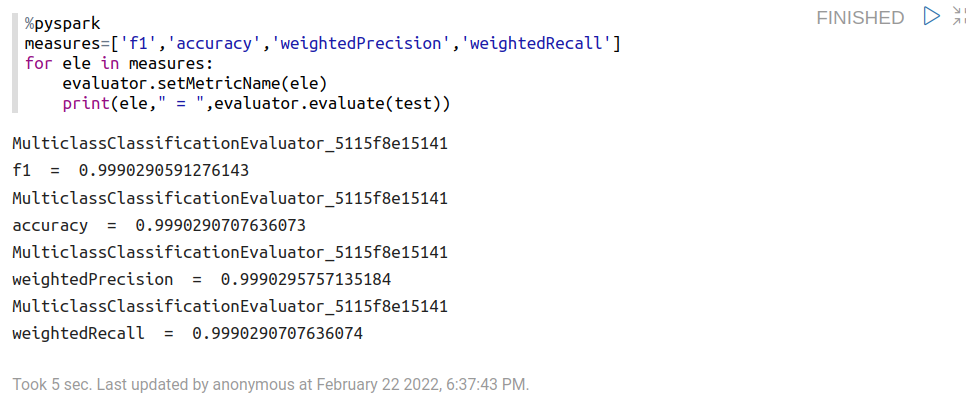 FINISHED
%pyspark
measures=['f1','accuracy','weightedPrecision','weightedRecall']
for ele in measures:
    evaluator.setMetricName(ele)
    print(ele," = ",evaluator.evaluate(test))
MulticlassClassificationEvaluator_5115f8e15141
f1  =  0.9990290591276143
MulticlassClassificationEvaluator_5115f8e15141
accuracy  =  0.9990290707636073
MulticlassClassificationEvaluator_5115f8e15141
weightedPrecision  =  0.9990295757135184
MulticlassClassificationEvaluator_5115f8e15141
weightedRecall  =  0.9990290707636074
Took 5 sec. Last updated by anonymous at February 22 2022, 6:37:43 PM.